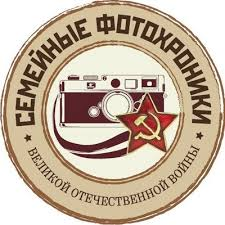 СЕМЕЙНЫЕ ФОТОХРОНИКИ
ВЕЛИКОЙ ОТЕЧЕСТВЕННОЙ ВОЙНЫ